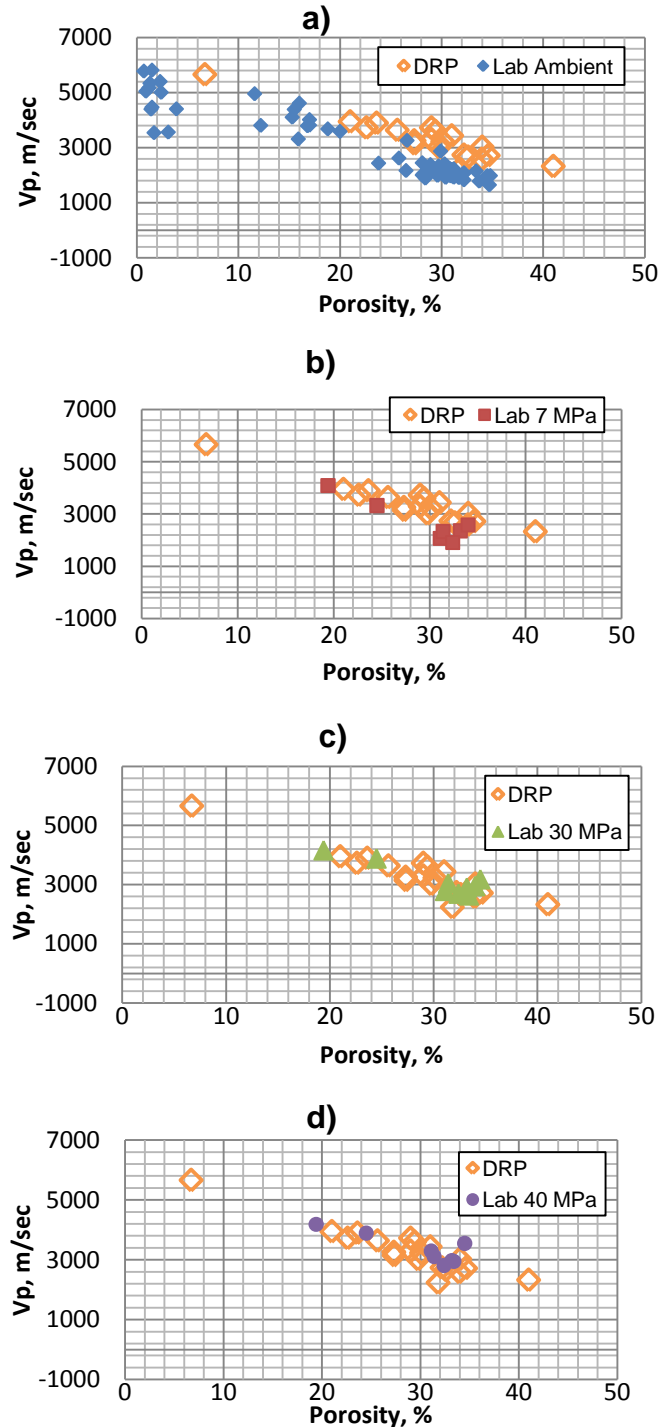 a)
7000
5000
3000
1000
-1000
Vp, m/sec
DRP Lab Ambient
0 10 20 30 40 50
Porosity, %
b)
7000
5000
3000
1000
-1000
Vp, m/sec
DRP Lab 7 MPa
0 10 20 30 40 50
Porosity, %
c)
7000
5000
3000
1000
-1000
Vp, m/sec
DRP
Lab 30 MPa
0 10 20 30 40 50
Porosity, %
d)
7000
5000
3000
1000
-1000
Vp, m/sec
DRP
Lab 40 MPa
0 10 20 30 40 50
Porosity, %